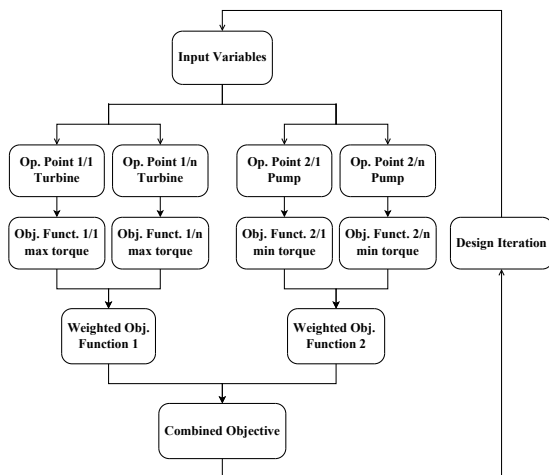 Input Variables
Op. Point 1/1
Turbine
Op. Point 1/n
Turbine
Op. Point 2/1
Pump
Op. Point 2/n
Pump
Obj. Funct. 1/1
max torque
Obj. Funct. 1/n
max torque
Obj. Funct. 2/1
min torque
Obj. Funct. 2/n
min torque
Design Iteration
Weighted Obj.
Function 1
Weighted Obj.
Function 2
Combined Objective